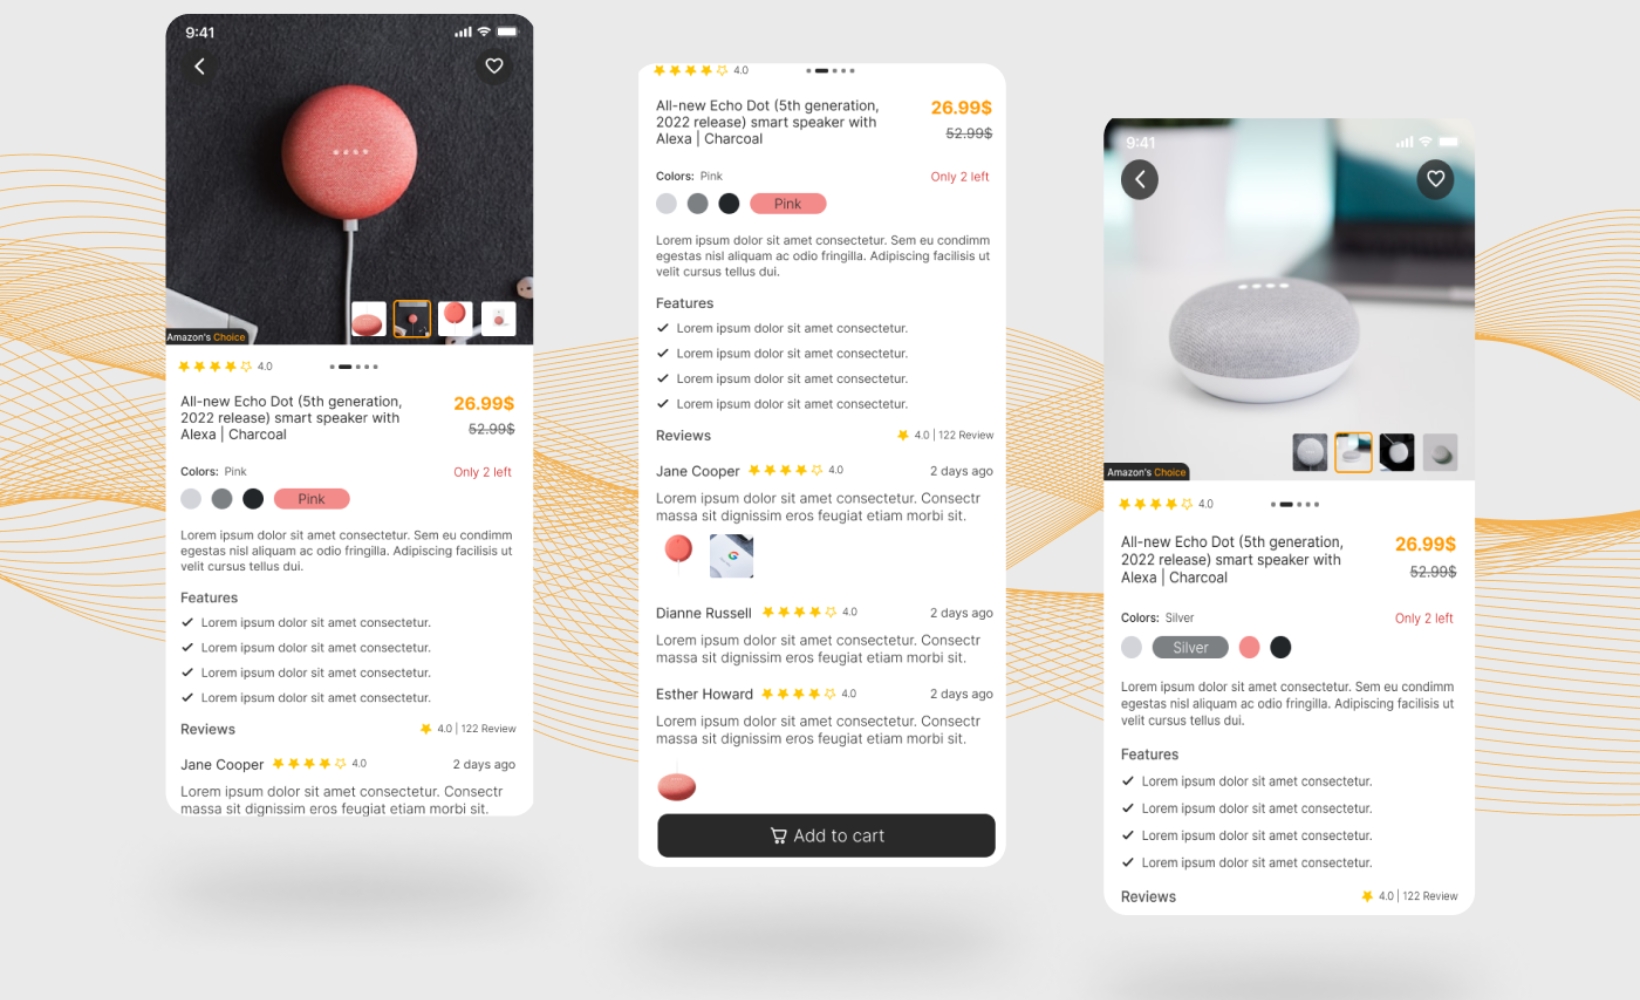 9:41
Amazon's Choice
4.0
All-new Echo Dot (5th generation,
2022 release) smart speaker with
Alexa | Charcoal
26.99$
52.99$
Colors: Pink
Only 2 left
Pink
Lorem ipsum dolor sit amet consectetur. Sem eu condimm
egestas nisl aliquam ac odio fringilla. Adipiscing facilisis ut
velit cursus tellus dui.
Features
Lorem ipsum dolor sit amet consectetur.
Lorem ipsum dolor sit amet consectetur.
Lorem ipsum dolor sit amet consectetur.
Lorem ipsum dolor sit amet consectetur.
Reviews
4.0 | 122 Review
Jane Cooper 4.0 2 days ago
Lorem ipsum dolor sit amet consectetur. Consectr
massa sit dignissim eros feugiat etiam morbi sit.
4.0
All-new Echo Dot (5th generation,
2022 release) smart speaker with
Alexa | Charcoal
26.99$
52.99$
Colors: Pink
Only 2 left
Pink
Lorem ipsum dolor sit amet consectetur. Sem eu condimm
egestas nisl aliquam ac odio fringilla. Adipiscing facilisis ut
velit cursus tellus dui.
Features
Lorem ipsum dolor sit amet consectetur.
Lorem ipsum dolor sit amet consectetur.
Lorem ipsum dolor sit amet consectetur.
Lorem ipsum dolor sit amet consectetur.
Reviews
4.0 | 122 Review
Jane Cooper 4.0 2 days ago
Lorem ipsum dolor sit amet consectetur. Consectr
massa sit dignissim eros feugiat etiam morbi sit.
Dianne Russell 4.0 2 days ago
Lorem ipsum dolor sit amet consectetur. Consectr
massa sit dignissim eros feugiat etiam morbi sit.
Esther Howard 4.0 2 days ago
Lorem ipsum dolor sit amet consectetur. Consectr
massa sit dignissim eros feugiat etiam morbi sit.
Add to cart
9:41
Amazon's Choice
4.0
All-new Echo Dot (5th generation,
2022 release) smart speaker with
Alexa | Charcoal
26.99$
52.99$
Colors: Silver
Only 2 left
Silver
Lorem ipsum dolor sit amet consectetur. Sem eu condimm
egestas nisl aliquam ac odio fringilla. Adipiscing facilisis ut
velit cursus tellus dui.
Features
Lorem ipsum dolor sit amet consectetur.
Lorem ipsum dolor sit amet consectetur.
Lorem ipsum dolor sit amet consectetur.
Lorem ipsum dolor sit amet consectetur.
Reviews
4.0 | 122 Review